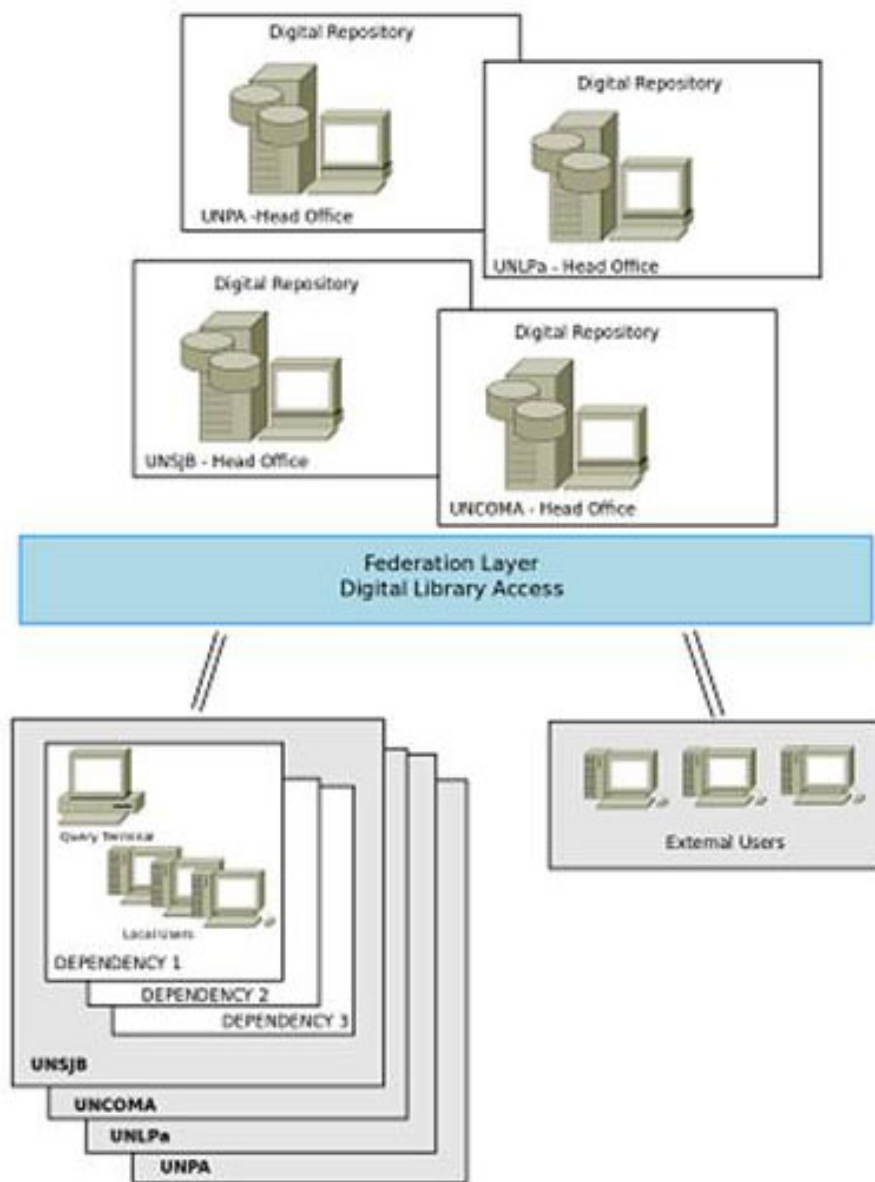 Digital Repository
UNPA -Head Office
Digital Repository
UNLPa - Head Office
Digital Repository
UNSJB - Head Office
Digital Repository
UNCOMA - Head Office
Federation Layer
Digital Library Access
Query Terminal
Local Users
DEPENDENCY 1
DEPENDENCY 2
DEPENDENCY 3
UNSJB
UNCOMA
UNLPa
UNPA
External Users